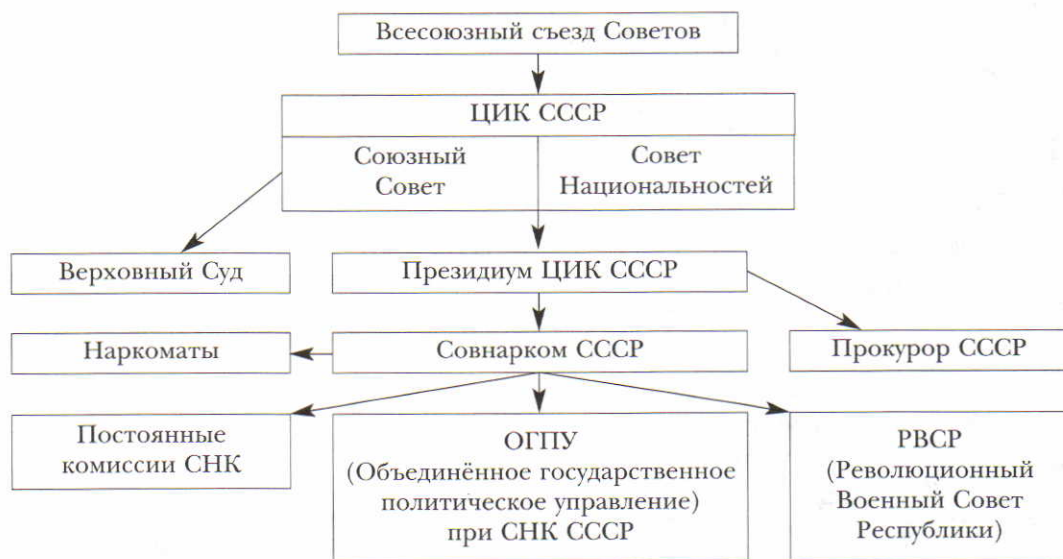 Всесоюзный съезд Советов
ЦИК СССР
Союзный
Совет
Совет
Национальностей
Верховный Суд
Президиум ЦИК СССР
Наркоматы
Совнарком СССР
Прокурор СССР
Постоянные
комиссии СНК
ОГПУ
(Объединённое государственное
политическое управление)
при СНК СССР
РВСР
(Революционный
Военный Совет
Республики)